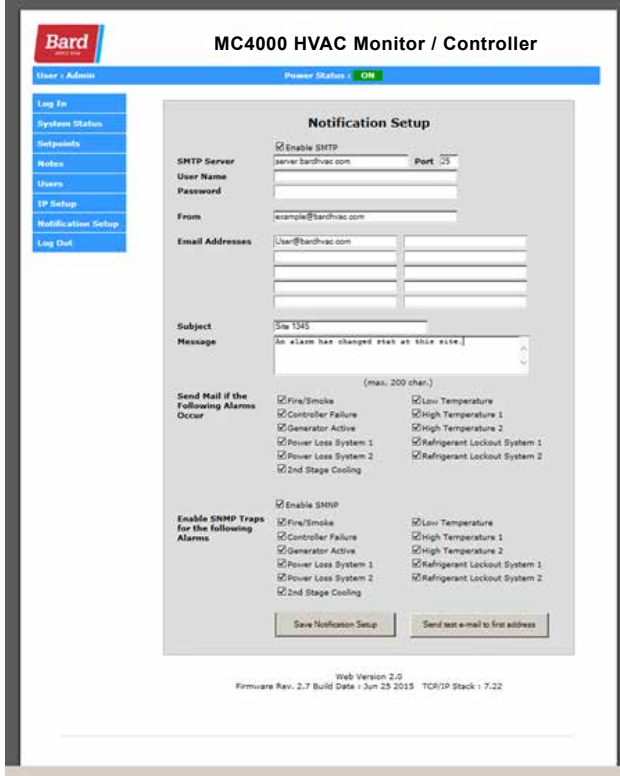 Bard
MC4000 HVAC Monitor / Controller
User : Admin
Power Status : ON
Log In
System Status
Setpoints
Notes
Users
IP Setup
Notification Setup
Log Out
Notification Setup
Enable SMTP
SMTP Server server.bardhvac.com Port 25
User Name
Password
From example@bardhvac.com
Email Addresses User@bardhvac.com
Subject Site 1345
Message An alarm has changed stat at this site.
(max. 200 char.)
Send Mail if the
Following Alarms
Occur
Fire/Smoke Low Temperature
Controller Failure High Temperature 1
Generator Active High Temperature 2
Power Loss System 1 Refrigerant Lockout System 1
Power Loss System 2 Refrigerant Lockout System 2
2nd Stage Cooling
Enable SMNP
Enable SNMP Traps
for the following
Alarms
Fire/Smoke Low Temperature
Controller Failure High Temperature 1
Generator Active High Temperature 2
Power Loss System 1 Refrigerant Lockout System 1
Power Loss System 2 Refrigerant Lockout System 2
2nd Stage Cooling
Save Notification Setup Send test e-mail to first address
Web Version 2.0
Firmware Rev. 2.7 Build Date : Jun 25 2015 TCP/IP Stack : 7.22